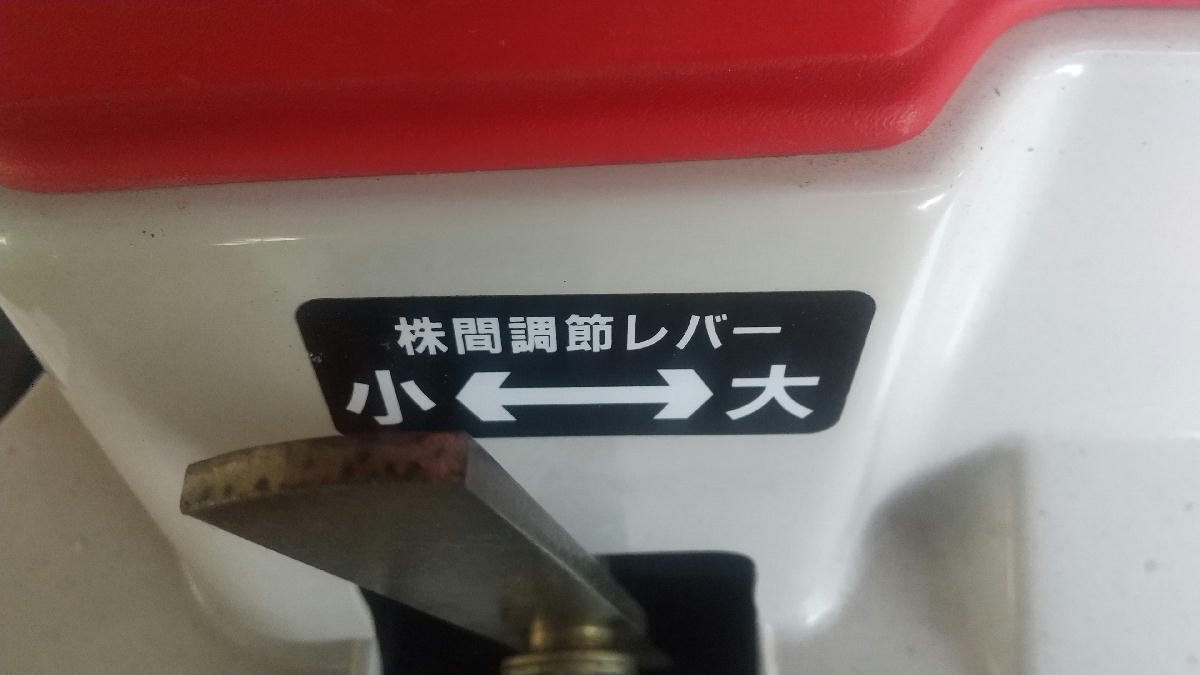 株間調節レバー
小 ↔ 大